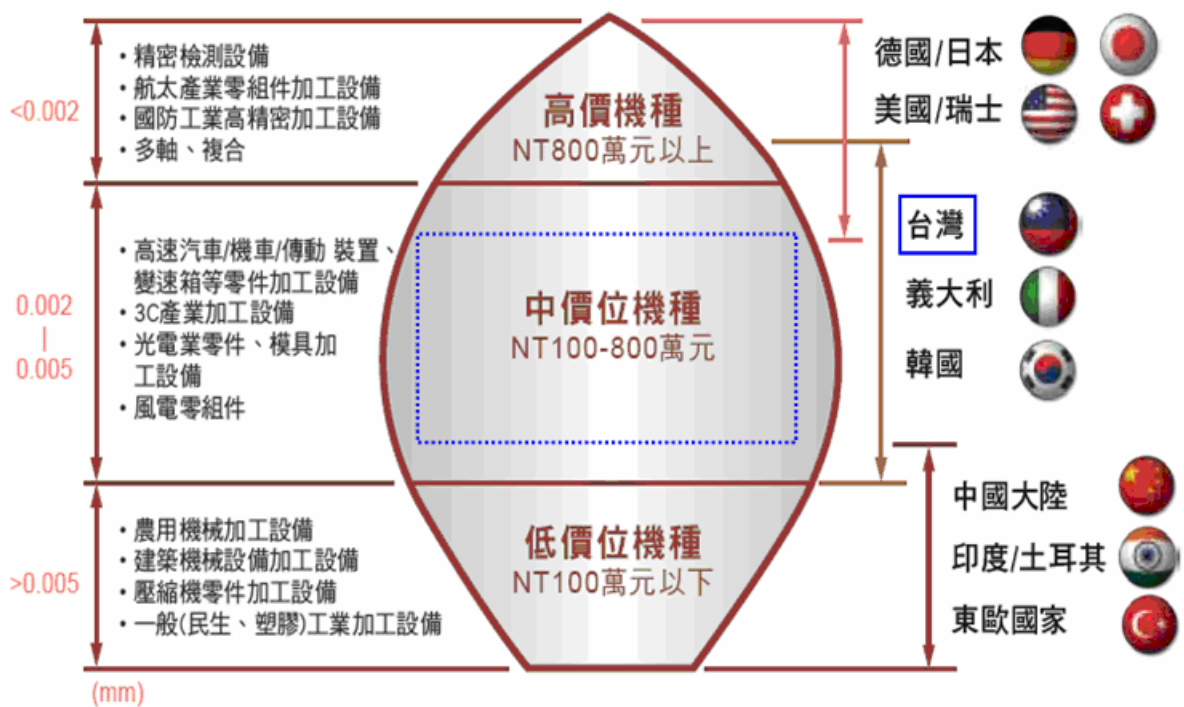 <0.002
・精密檢測設備
・航太產業零組件加工設備
・國防工業高精密加工設備
・多軸、複合
高價機種
NT800萬元以上
德國/日本
美國/瑞士
0.002
|
0.005
・高速汽車/機車/傳動 裝置、
變速箱等零件加工設備
・3C產業加工設備
・光電業零件、模具加
工設備
・風電零組件
中價位機種
NT100-800萬元
台灣
義大利
韓國
>0.005
・農用機械加工設備
・建築機械設備加工設備
・壓縮機零件加工設備
・一般(民生、塑膠)工業加工設備
低價位機種
NT100萬元以下
中國大陸
印度/土耳其
東歐國家
(mm)